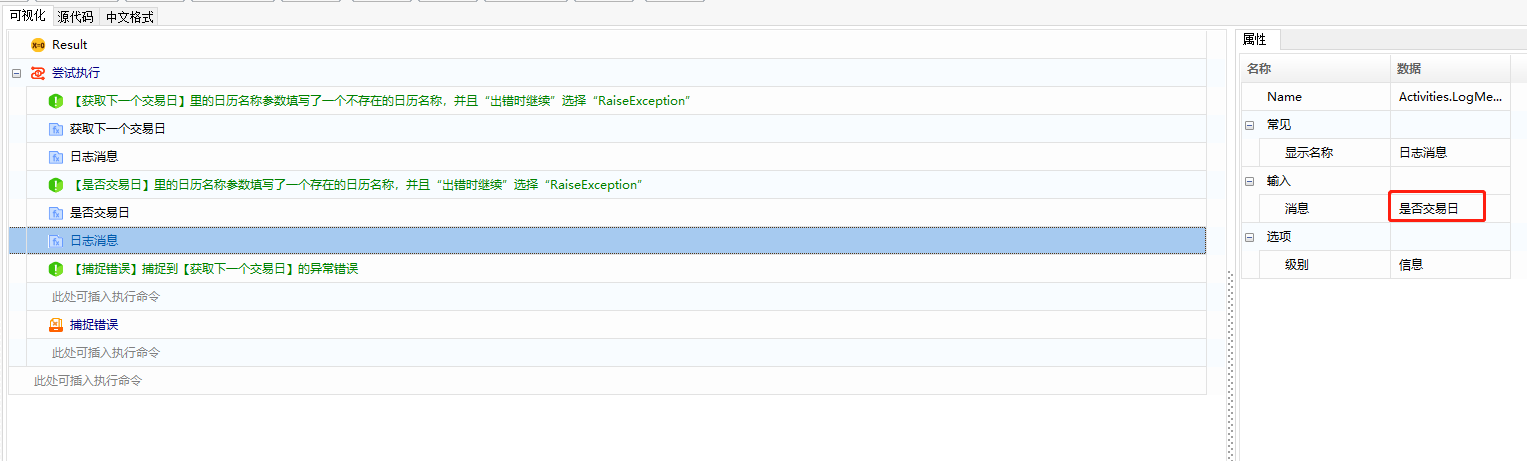 可视化 源代码 中文格式
Result
尝试执行
【获取下一个交易日】里的日历名称参数填写了一个不存在的日历名称，并且“出错时继续”选择“RaiseException”
获取下一个交易日
日志消息
【是否交易日】里的日历名称参数填写了一个存在的日历名称，并且“出错时继续”选择“RaiseException”
是否交易日
日志消息
【捕捉错误】捕捉到【获取下一个交易日】的异常错误
此处可插入执行命令
捕捉错误
此处可插入执行命令
此处可插入执行命令
属性
名称 数据
Name Activities.LogMe...
常见
显示名称 日志消息
输入
消息 是否交易日
选项
级别 信息